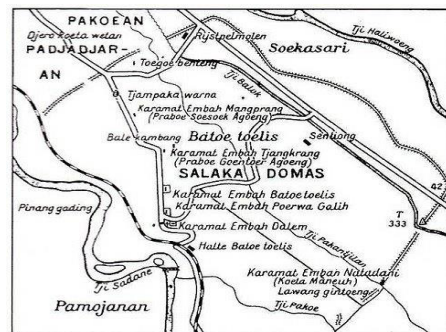 PAKOEAN
Djero koeta wetan
PADJADJAR-
AN
Rijstpelmolen
Soekasari
Tji Haliwoeng
Toegoe benteng
Tji Balok
Tjampaka warna
Karamat Embah Mangprang
(Praboe Soesoek Agoeng)
Bale kambang
Batoe toelis
Sentiong
Karamat Embah Tjangkrang
(Praboe Goentoer Agoeng)
SALAKA DOMAS
Karamat Embah Batoe toelis
Karamat Embah Poerwa Galih
Pinang gading
Karamat Embah Dalem
Halte Batoe toelis
Tji Pakantjilan
42
T
333
Karamat Embah Naladani
(Koeta Maneuh)
Lawang gintoeng
Tji Sadane
Pamojanan
Tji Pakoe